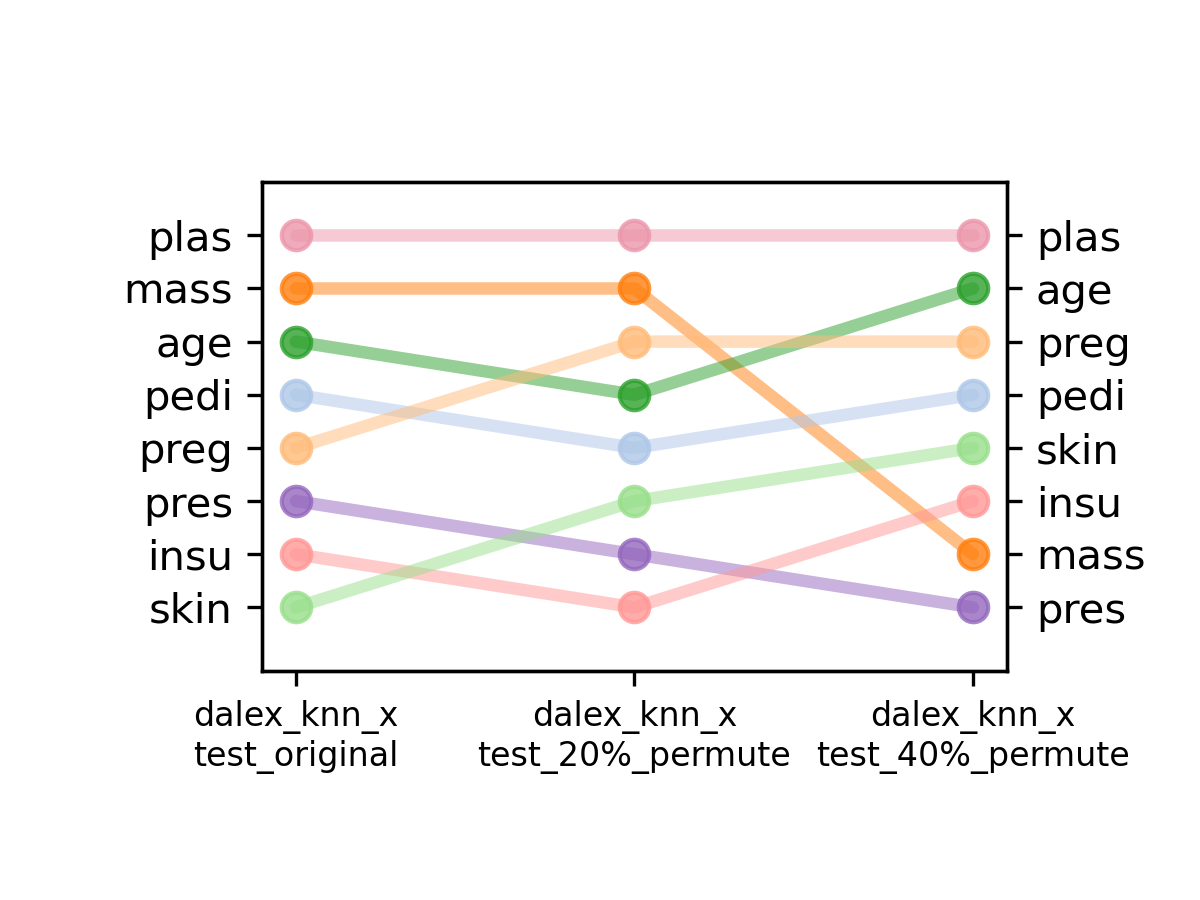 plas
mass
age
pedi
preg
pres
insu
skin
plas
age
preg
pedi
skin
insu
mass
pres
dalex_knn_x
test_original
dalex_knn_x
test_20%_permute
dalex_knn_x
test_40%_permute